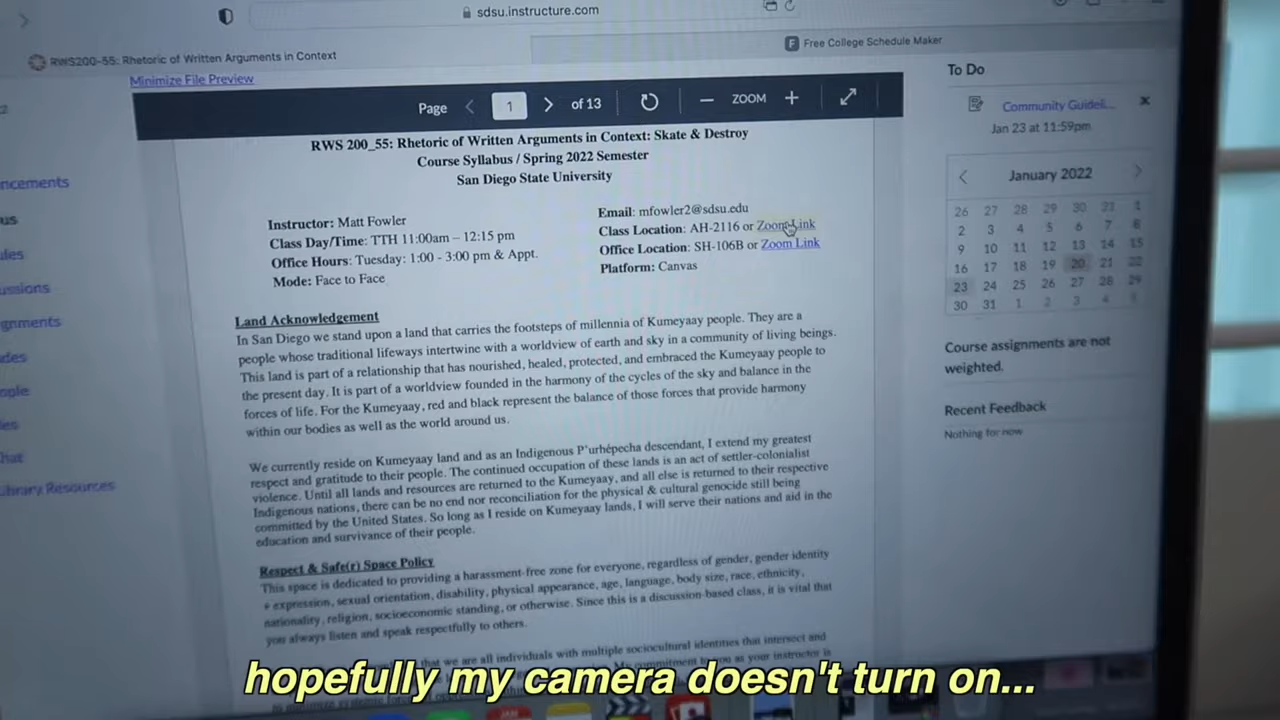 sdsu.instructure.com
RWS200-55: Rhetoric of Written Arguments in Context
Free College Schedule Maker
Minimize File Preview
Page 1 of 13 ZOOM
RWS 200_55: Rhetoric of Written Arguments in Context: Skate & Destroy
Course Syllabus / Spring 2022 Semester
San Diego State University
Instructor: Matt Fowler
Class Day/Time: TTH 11:00am – 12:15 pm
Office Hours: Tuesday: 1:00 - 3:00 pm & Appt.
Mode: Face to Face
Email: mfowler2@sdsu.edu
Class Location: AH-2116 or Zoom Link
Office Location: SH-106B or Zoom Link
Platform: Canvas
Land Acknowledgement
In San Diego we stand upon a land that carries the footsteps of millennia of Kumeyaay people. They are a
people whose traditional lifeways intertwine with a worldview of earth and sky in a community of living beings.
This land is part of a relationship that has nourished, healed, protected, and embraced the Kumeyaay people to
the present day. It is part of a worldview founded in the harmony of the cycles of the sky and balance in the
forces of life. For the Kumeyaay, red and black represent the balance of those forces that provide harmony
within our bodies as well as the world around us.
We currently reside on Kumeyaay land and as an Indigenous P'urhépecha descendant, I extend my greatest
respect and gratitude to their people. The continued occupation of these lands is an act of settler-colonialist
violence. Until all lands and resources are returned to the Kumeyaay, and all else is returned to their respective
Indigenous nations, there can be no end nor reconciliation for the physical & cultural genocide still being
committed by the United States. So long as I reside on Kumeyaay lands, I will serve their nations and aid in the
education and survivance of their people.
Respect & Safe(r) Space Policy
This space is dedicated to providing a harassment-free zone for everyone, regardless of gender, gender identity
+ expression, sexual orientation, disability, physical appearance, age, language, body size, race, ethnicity,
nationality, religion, socioeconomic standing, or otherwise. Since this is a discussion-based class, it is vital that
you always listen and speak respectfully to others.
that we are all individuals with multiple sociocultural identities that intersect and
ncements
us
ussions
gnments
ople
hat
ibrary Resources
To Do
Community Guideli...
Jan 23 at 11:59pm
January 2022
26 27 28 29 30 31 1
2 3 4 5 6 7 8
9 10 11 12 13 14 15
16 17 18 19 20 21 22
23 24 25 26 27 28 29
30 31 1 2 3 4 5
Course assignments are not
weighted.
Recent Feedback
Nothing for now
hopefully my camera doesn't turn on...